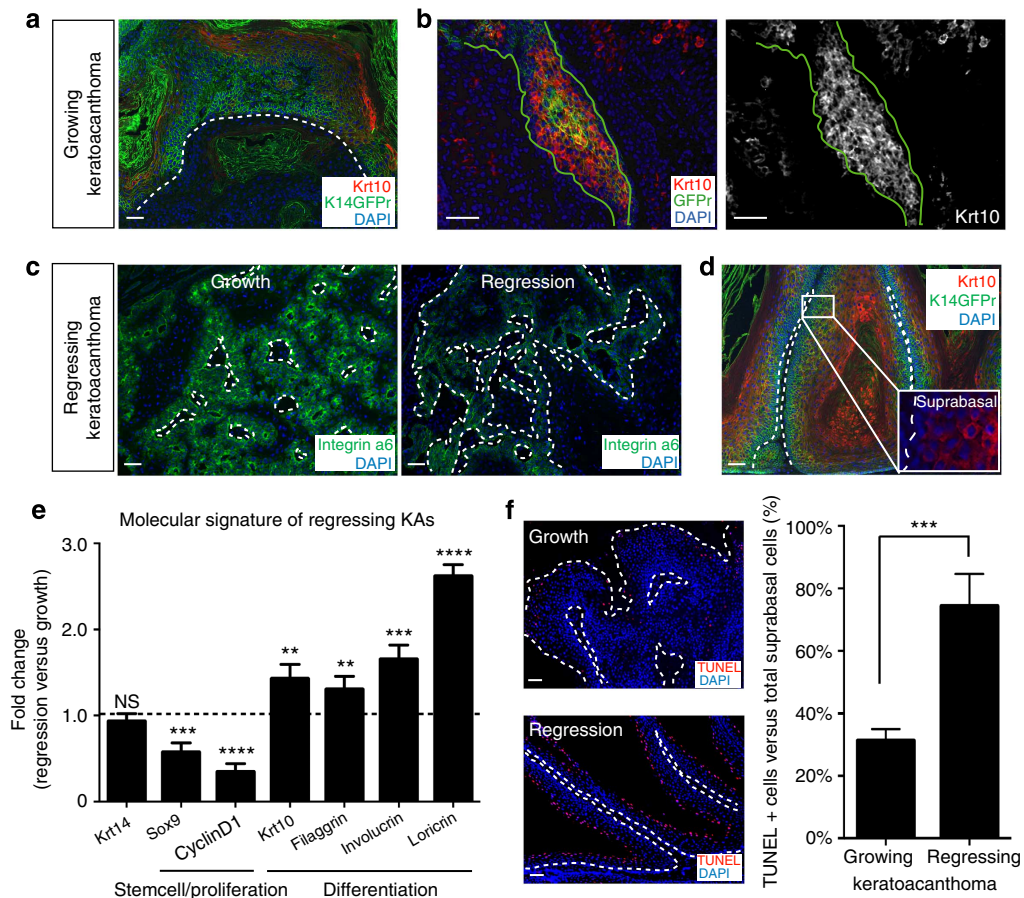 a
Growing
keratoacanthoma
Krt10
K14GFPr
DAPI
b
Krt10
GFPr
DAPI
Krt10
c
Regressing
keratoacanthoma
Growth
Integrin a6
DAPI
Regression
Integrin a6
DAPI
d
Krt10
K14GFPr
DAPI
Suprabasal
e
Molecular signature of regressing KAs
Fold change
(regression versus growth)
3.0
2.0
1.0
0
NS
***
****
**
**
***
****
Krt14
Sox9
CyclinD1
Krt10
Filaggrin
Involucrin
Loricrin
Stemcell/proliferation
Differentiation
f
Growth
TUNEL
DAPI
Regression
TUNEL
DAPI
TUNEL + cells versus total suprabasal cells (%)
100%
80%
60%
40%
20%
0%
***
Growing
Regressing
keratoacanthoma